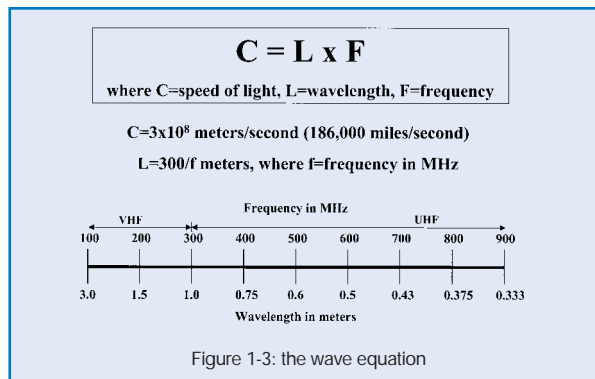 C = L x F
where C=speed of light, L=wavelength, F=frequency
C=3x10⁸ meters/second (186,000 miles/second)
L=300/f meters, where f=frequency in MHz
Frequency in MHz
VHF UHF
100 200 300 400 500 600 700 800 900
3.0 1.5 1.0 0.75 0.6 0.5 0.43 0.375 0.333
Wavelength in meters
Figure 1-3: the wave equation